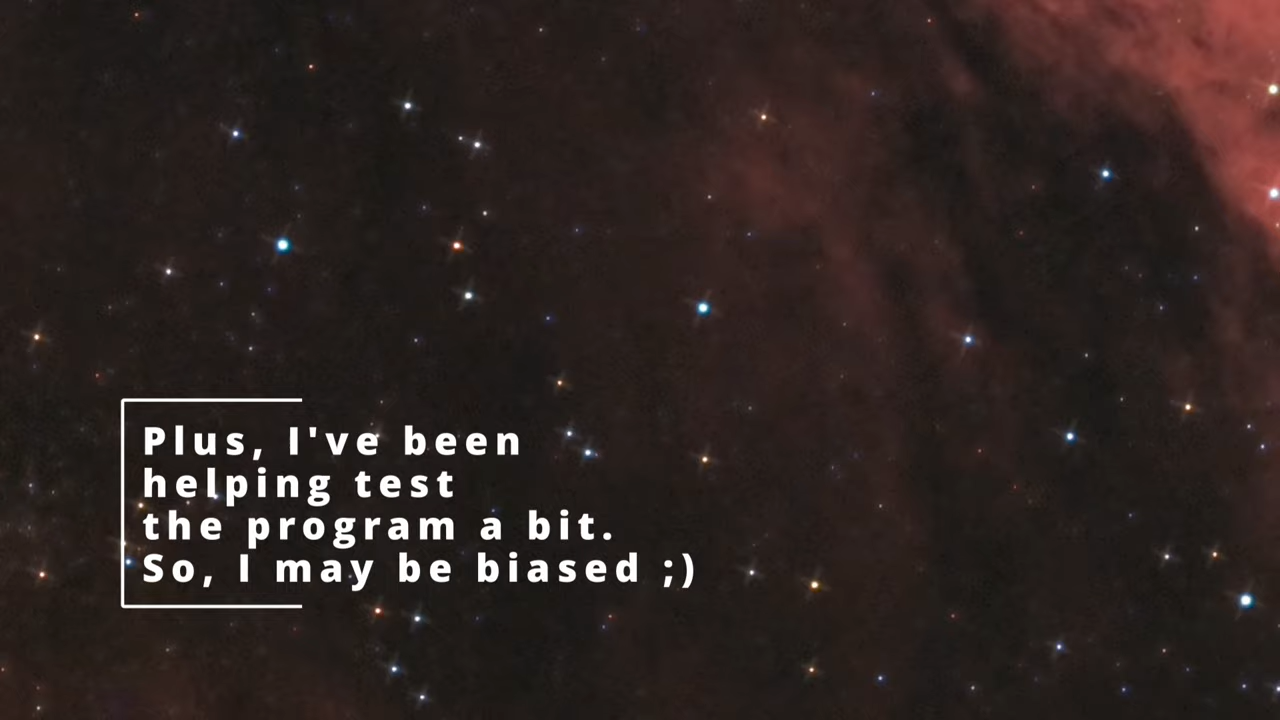 Plus, I've been
helping test
the program a bit.
So, I may be biased ;)